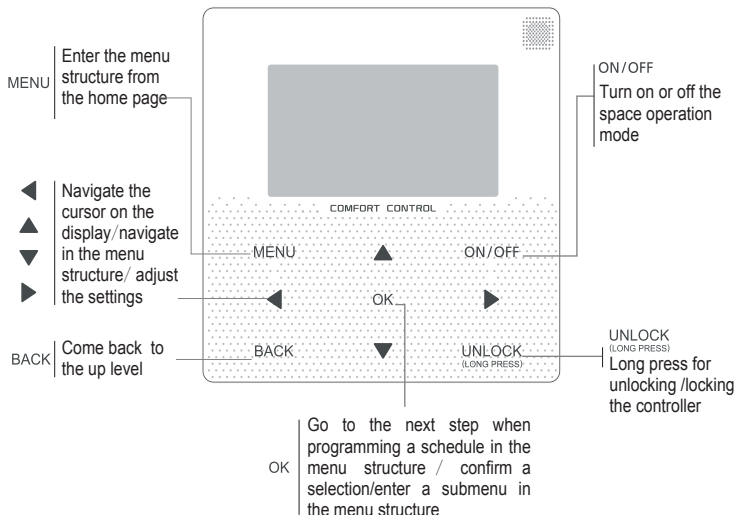 MENU
Enter the menu
structure from
the home page
ON/OFF
Turn on or off the
space operation
mode
Navigate the
cursor on the
display/navigate
in the menu
structure/ adjust
the settings
COMFORT CONTROL
MENU
ON/OFF
OK
BACK
UNLOCK
(LONG PRESS)
BACK
Come back to
the up level
UNLOCK
(LONG PRESS)
Long press for
unlocking /locking
the controller
OK
Go to the next step when
programming a schedule in the
menu structure / confirm a
selection/enter a submenu in
the menu structure